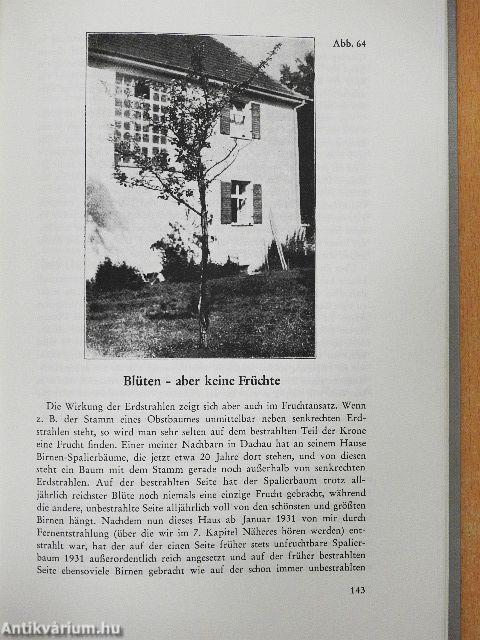 Abb. 64
Blüten – aber keine Früchte
Die Wirkung der Erdstrahlen zeigt sich aber auch im Fruchtansatz. Wenn
z. B. der Stamm eines Obstbaumes unmittelbar neben senkrechten Erd-
strahlen steht, so wird man sehr selten auf dem bestrahlten Teil der Krone
eine Frucht finden. Einer meiner Nachbarn in Dachau hat an seinem Hause
Birnen-Spalierbäume, die jetzt etwa 20 Jahre dort stehen, und von diesen
steht ein Baum mit dem Stamm gerade noch außerhalb von senkrechten
Erdstrahlen. Auf der bestrahlten Seite hat der Spalierbaum trotz all-
jährlich reichster Blüte noch niemals eine einzige Frucht gebracht, während
die andere, unbestrahlte Seite alljährlich voll von den schönsten und größten
Birnen hängt. Nachdem nun dieses Haus ab Januar 1931 von mir durch
Fernentstrahlung (über die wir im 7. Kapitel Näheres hören werden) ent-
strahlt war, hat der auf der einen Seite früher stets unfruchtbare Spalier-
baum 1931 außerordentlich reich angesetzt und auf der früher bestrahlten
Seite ebensoviele Birnen gebracht wie auf der schon immer unbestrahlten
143
Antikvárium.hu